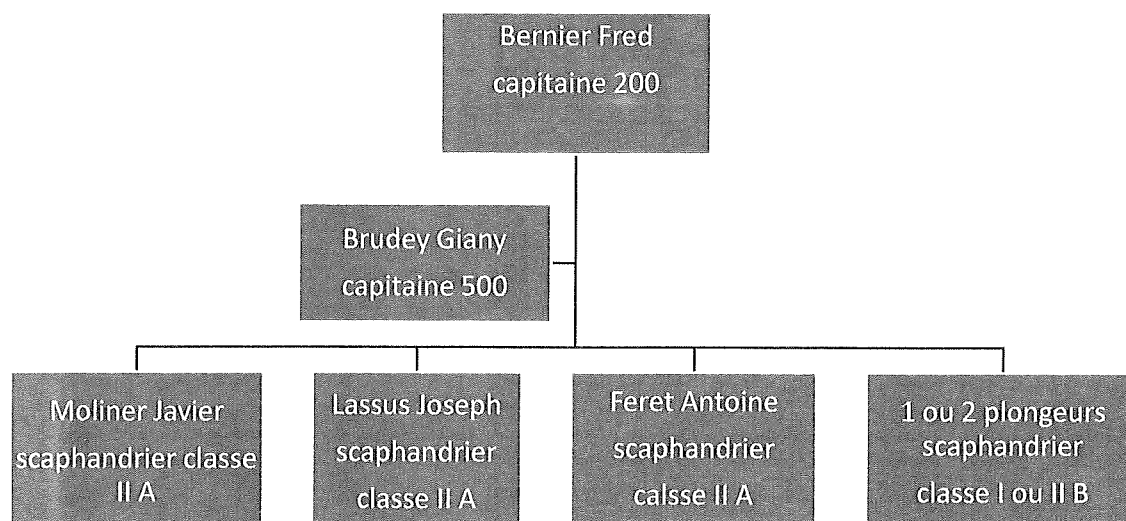 Bernier Fred
capitaine 200
Brudey Giany
capitaine 500
Moliner Javier
scaphandrier classe
II A
Lassus Joseph
scaphandrier
classe II A
Feret Antoine
scaphandrier
calsse II A
1 ou 2 plongeurs
scaphandrier
classe I ou II B